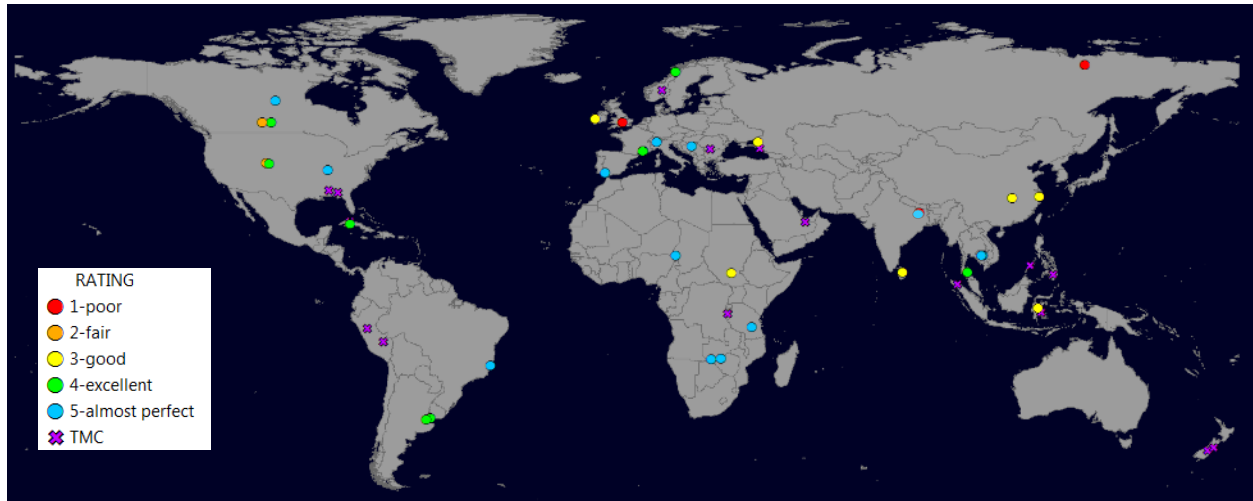 RATING
1-poor
2-fair
3-good
4-excellent
5-almost perfect
TMC